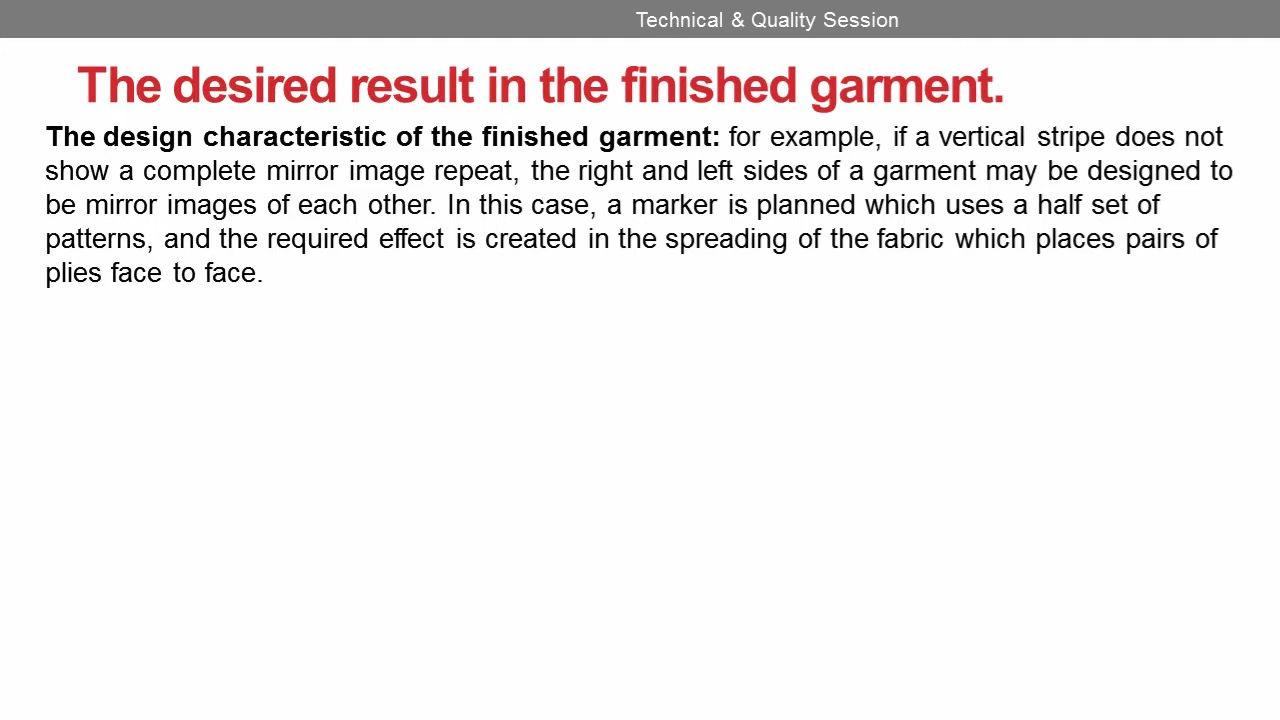 Technical & Quality Session
The desired result in the finished garment.
The design characteristic of the finished garment: for example, if a vertical stripe does not
show a complete mirror image repeat, the right and left sides of a garment may be designed to
be mirror images of each other. In this case, a marker is planned which uses a half set of
patterns, and the required effect is created in the spreading of the fabric which places pairs of
plies face to face.